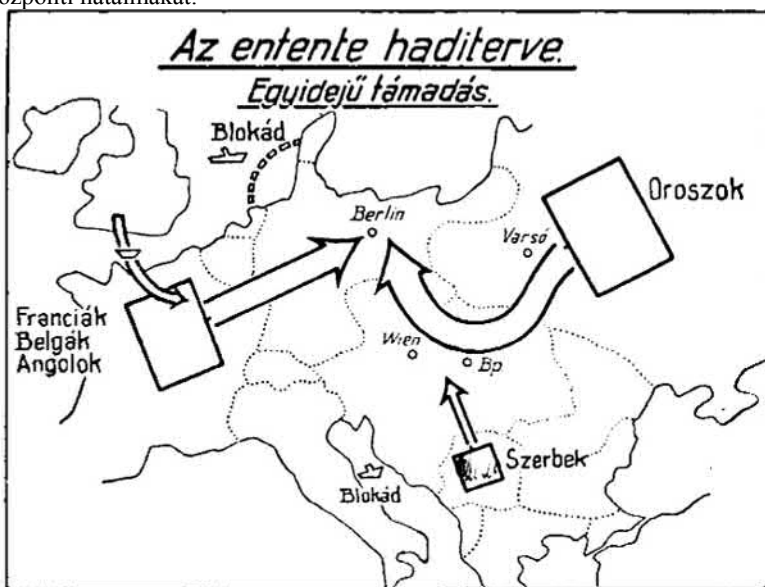 központi hatalmakat.
Az entente haditerve.
Egyidejű támadás.
Blokád
Oroszok
Berlin
Varsó
Franciák
Belgák
Angolok
Wien
Bp
Szerbek
Blokád